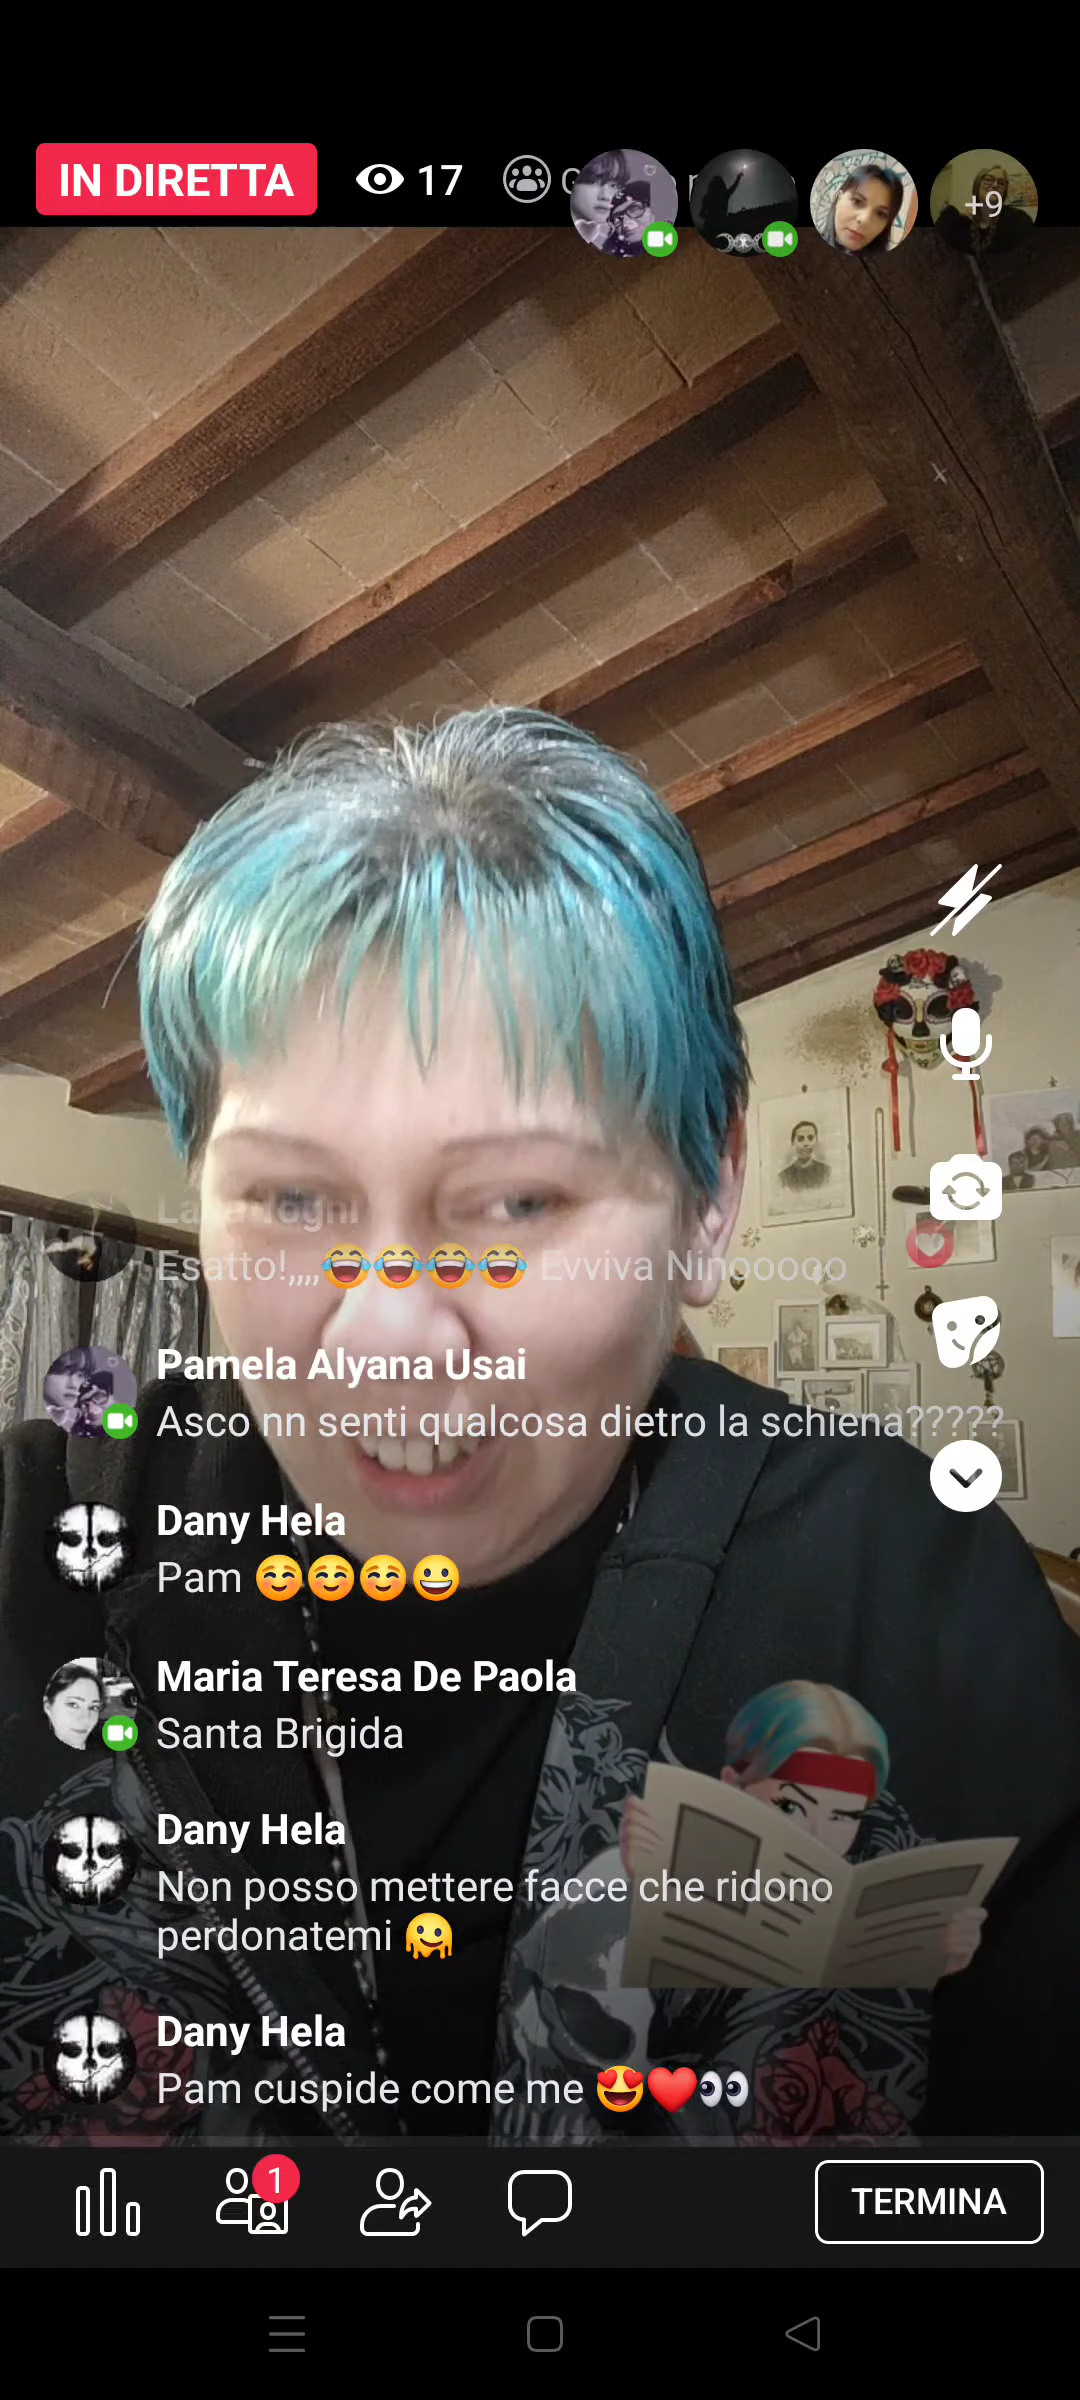 IN DIRETTA
17
+9
Esatto!,,,,😂😂😂😂 Evviva Ninooooo
Pamela Alyana Usai
Asco nn senti qualcosa dietro la schiena?????
Dany Hela
Pam ☺️☺️☺️😀
Maria Teresa De Paola
Santa Brigida
Dany Hela
Non posso mettere facce che ridono
perdonatemi 🫠
Dany Hela
Pam cuspide come me 😍❤️👀
1
TERMINA